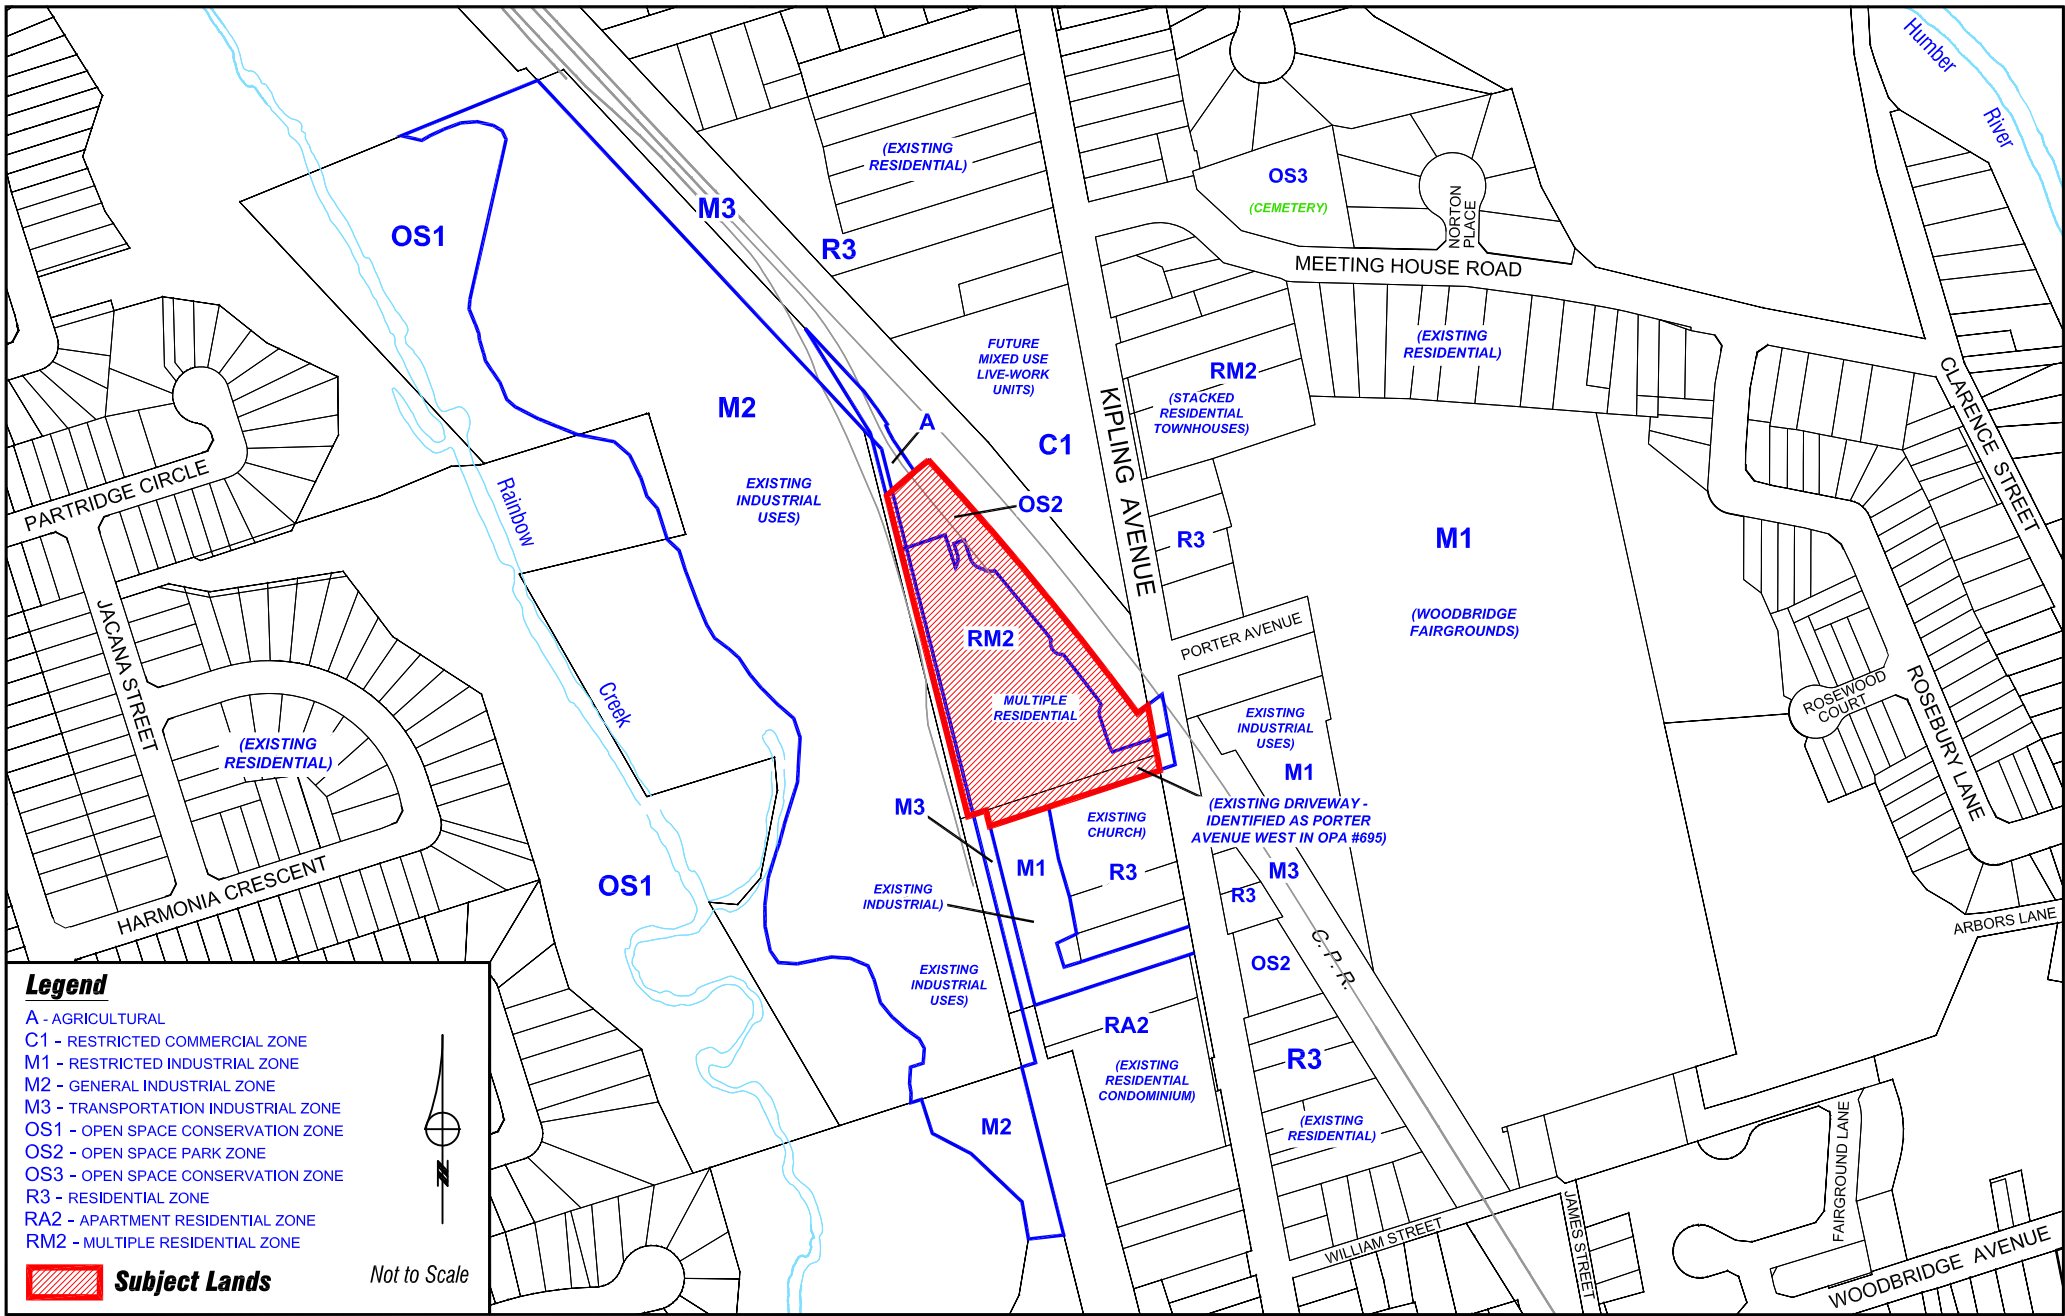 Humber
River
(EXISTING
RESIDENTIAL)
OS3
(CEMETERY)
NORTON
PLACE
M3
OS1
R3
MEETING HOUSE ROAD
FUTURE
MIXED USE
LIVE-WORK
UNITS)
RM2
(STACKED
RESIDENTIAL
TOWNHOUSES)
(EXISTING
RESIDENTIAL)
CLARENCE STREET
KIPLING AVENUE
M2
A
C1
PARTRIDGE CIRCLE
Rainbow
EXISTING
INDUSTRIAL
USES)
OS2
R3
M1
(WOODBRIDGE
FAIRGROUNDS)
JACANA STREET
RM2
PORTER AVENUE
Creek
MULTIPLE
RESIDENTIAL
EXISTING
INDUSTRIAL
USES)
ROSEWOOD
COURT
ROSEBURY LANE
(EXISTING
RESIDENTIAL)
M1
M3
EXISTING
CHURCH)
(EXISTING DRIVEWAY -
IDENTIFIED AS PORTER
AVENUE WEST IN OPA #695)
M1
R3
M3
HARMONIA CRESCENT
OS1
EXISTING
INDUSTRIAL)
R3
ARBORS LANE
C. P. R.
EXISTING
INDUSTRIAL
USES)
OS2
RA2
(EXISTING
RESIDENTIAL
CONDOMINIUM)
R3
(EXISTING
RESIDENTIAL)
M2
FAIRGROUND LANE
WILLIAM STREET
JAMES STREET
WOODBRIDGE AVENUE
Legend
A - AGRICULTURAL
C1 - RESTRICTED COMMERCIAL ZONE
M1 - RESTRICTED INDUSTRIAL ZONE
M2 - GENERAL INDUSTRIAL ZONE
M3 - TRANSPORTATION INDUSTRIAL ZONE
OS1 - OPEN SPACE CONSERVATION ZONE
OS2 - OPEN SPACE PARK ZONE
OS3 - OPEN SPACE CONSERVATION ZONE
R3 - RESIDENTIAL ZONE
RA2 - APARTMENT RESIDENTIAL ZONE
RM2 - MULTIPLE RESIDENTIAL ZONE
N
Subject Lands
Not to Scale